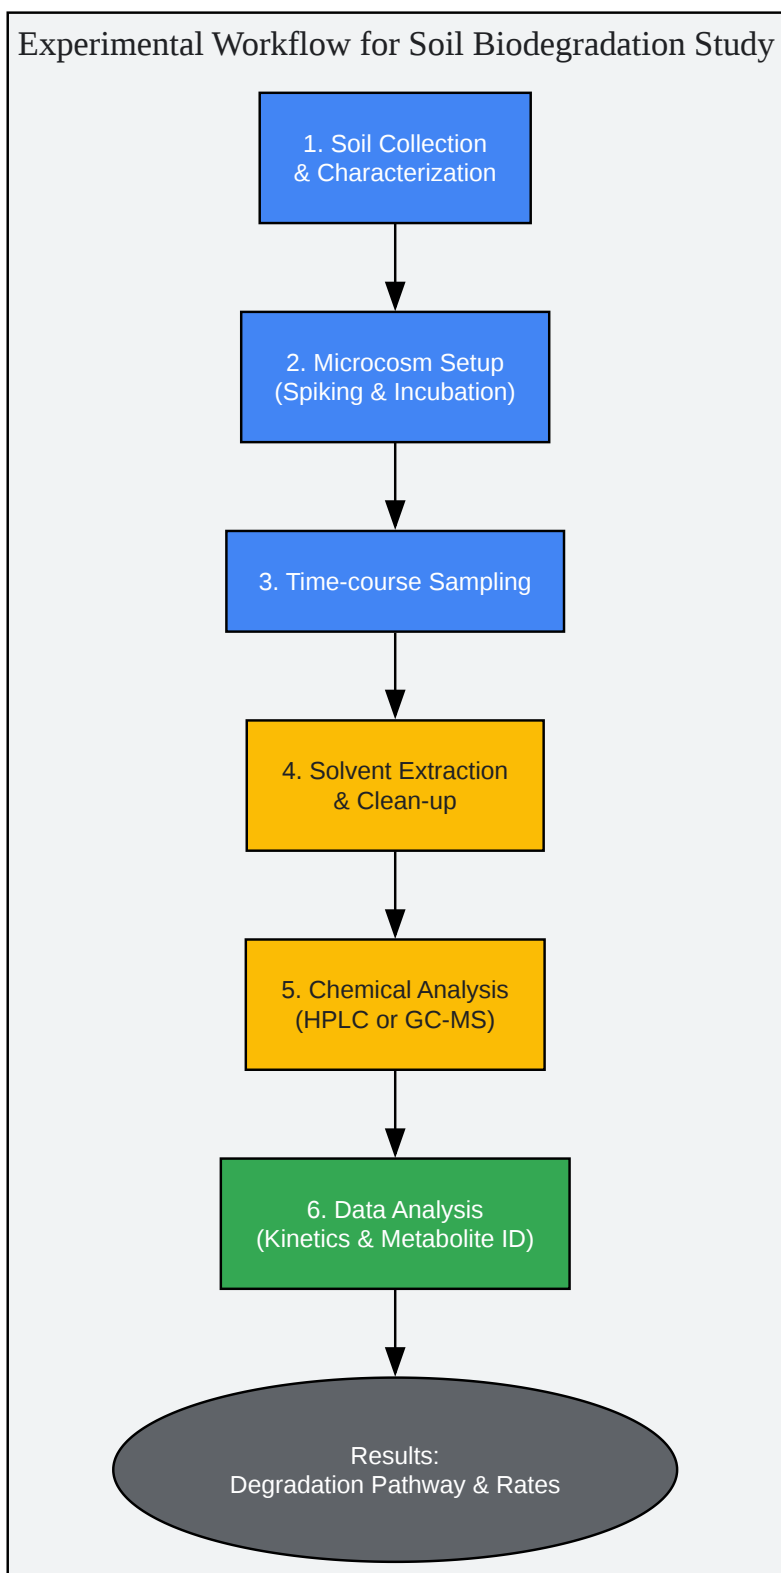 Experimental Workflow for Soil Biodegradation Study
1. Soil Collection
& Characterization
2. Microcosm Setup
(Spiking & Incubation)
3. Time-course Sampling
4. Solvent Extraction
& Clean-up
5. Chemical Analysis
(HPLC or GC-MS)
6. Data Analysis
(Kinetics & Metabolite ID)
Results:
Degradation Pathway & Rates